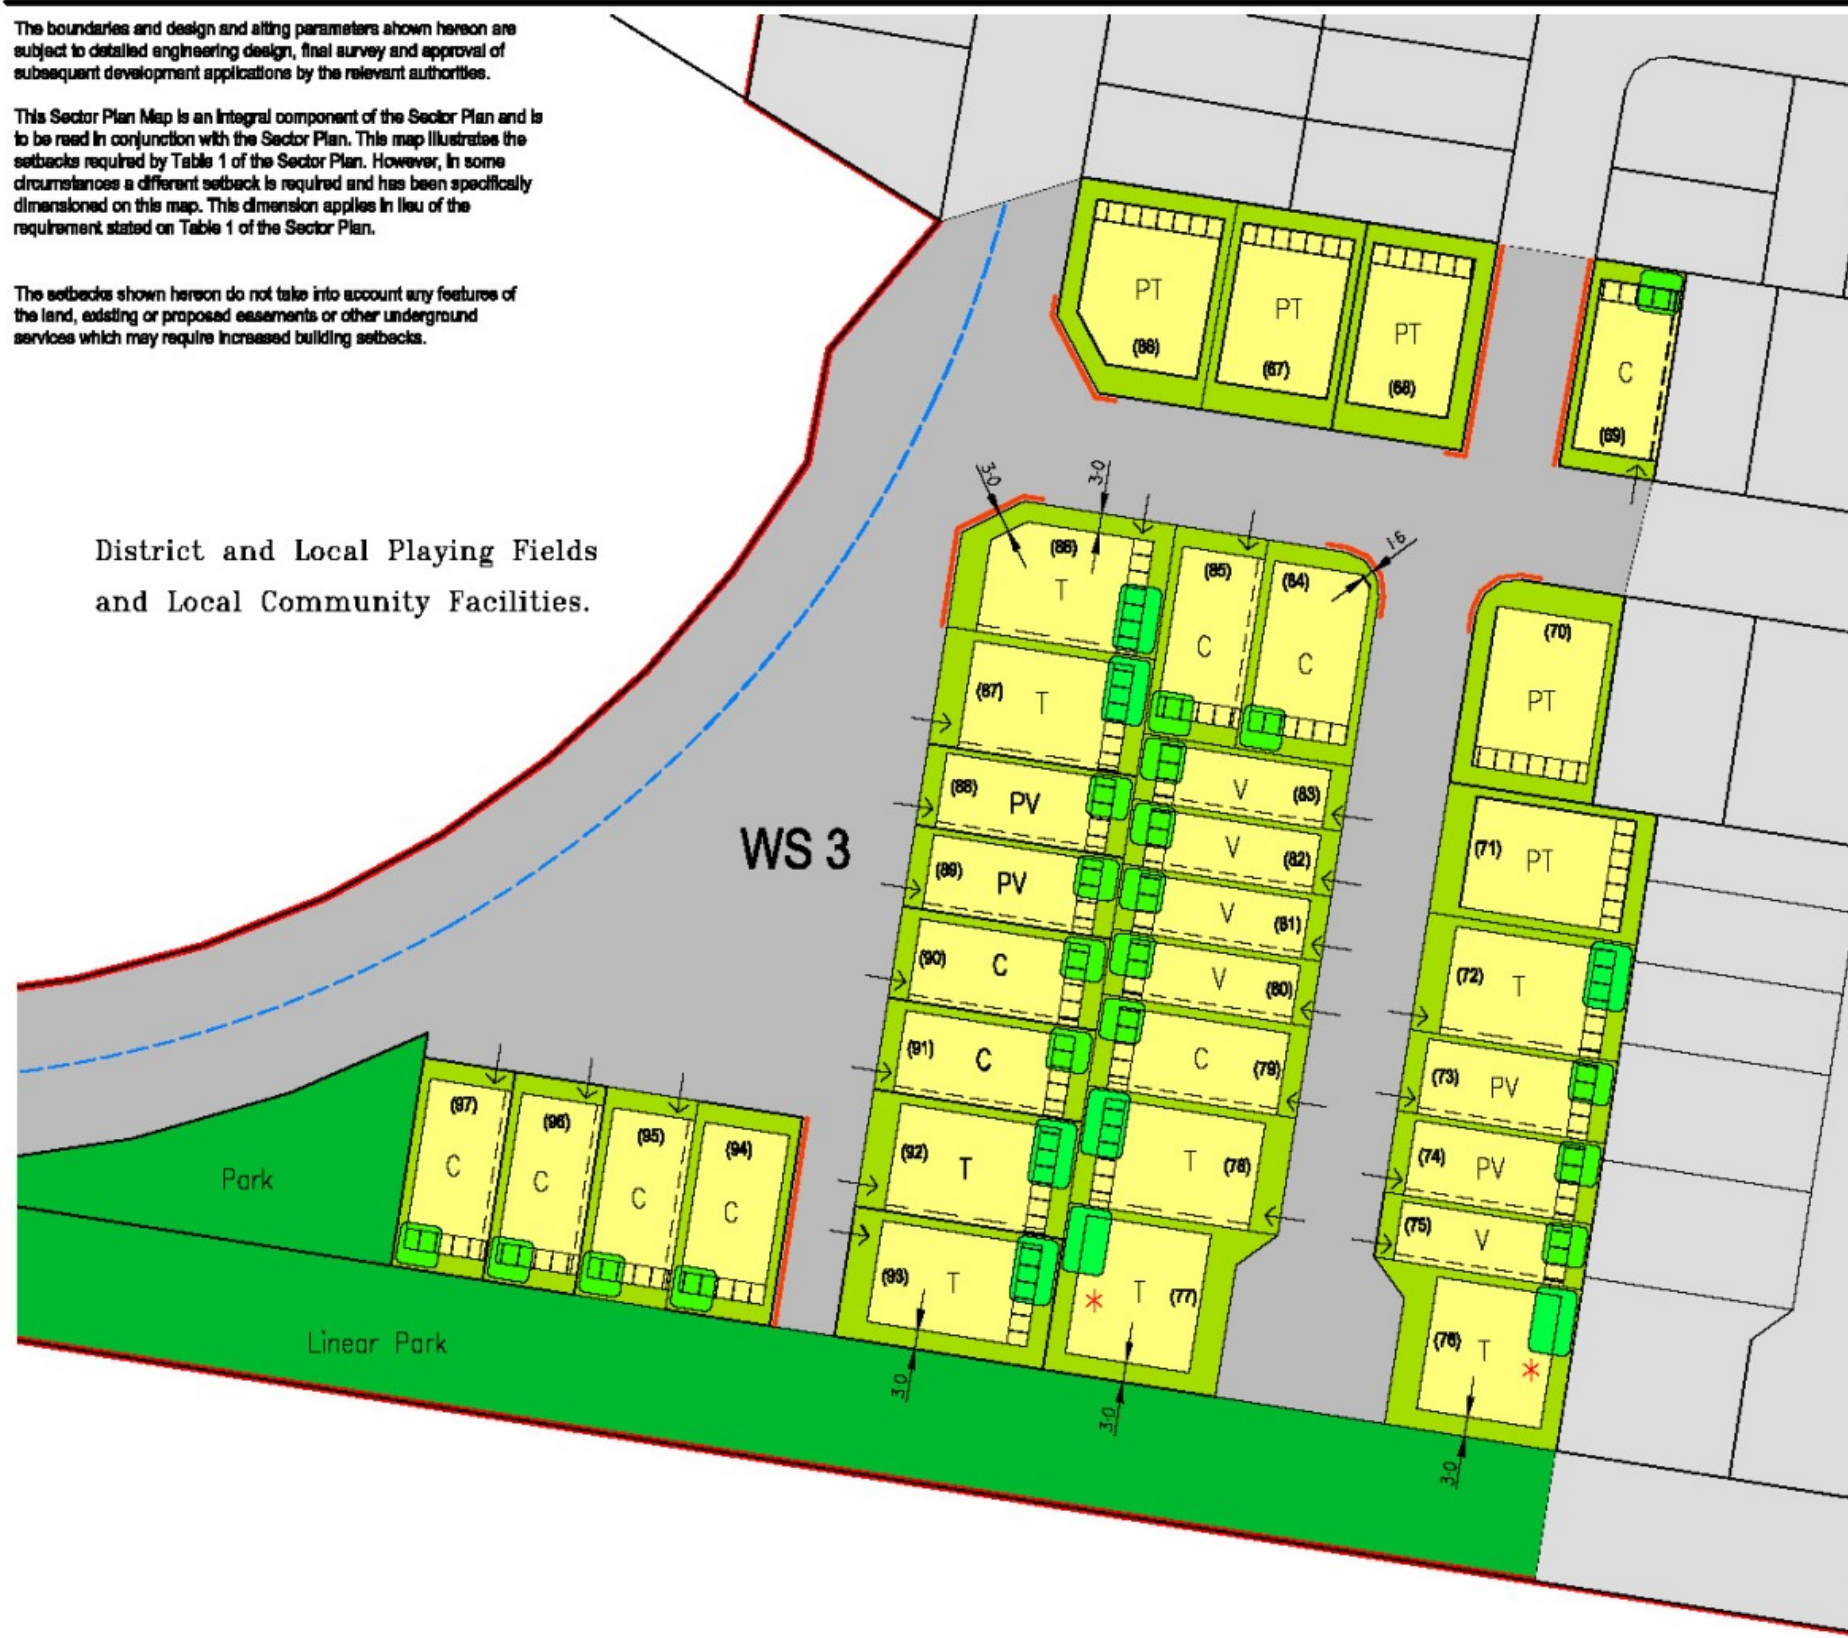 The boundaries and design and siting parameters shown hereon are
subject to detailed engineering design, final survey and approval of
subsequent development applications by the relevant authorities.
This Sector Plan Map is an integral component of the Sector Plan and is
to be read in conjunction with the Sector Plan. This map illustrates the
setbacks required by Table 1 of the Sector Plan. However, in some
circumstances a different setback is required and has been specifically
dimensioned on this map. This dimension applies in lieu of the
requirement stated on Table 1 of the Sector Plan.
The setbacks shown hereon do not take into account any features of
the land, existing or proposed easements or other underground
services which may require increased building setbacks.
District and Local Playing Fields
and Local Community Facilities.
PT
(66)
PT
(67)
PT
(68)
C
(69)
3·0
3·0
1·6
(86)
T
(85)
C
(84)
C
(70)
PT
(87) T
(88) PV
V (83)
WS 3
(89) PV
V (82)
(71) PT
(90) C
V (81)
V (80)
(72) T
(91) C
C (79)
(73) PV
(92) T
T (78)
(74) PV
(75) V
(93) T
T (77)
*
(76) T
*
(97)
C
(96)
C
(95)
C
(94)
C
Park
Linear Park
3·0
3·0
3·0